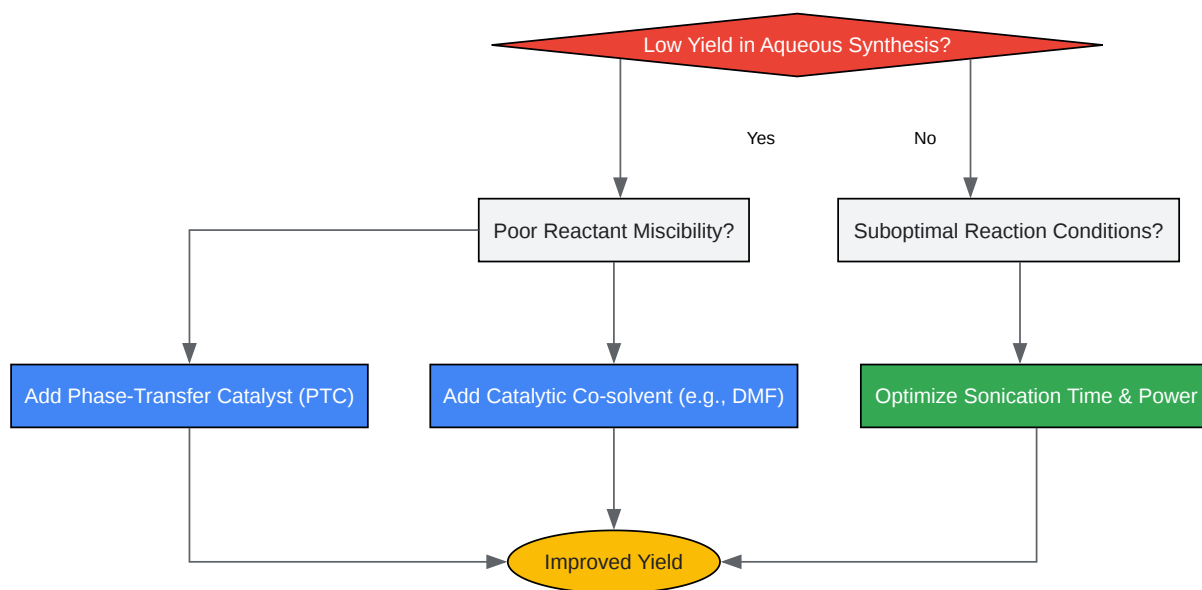 Low Yield in Aqueous Synthesis?
Yes
No
Poor Reactant Miscibility?
Suboptimal Reaction Conditions?
Add Phase-Transfer Catalyst (PTC)
Add Catalytic Co-solvent (e.g., DMF)
Optimize Sonication Time & Power
Improved Yield